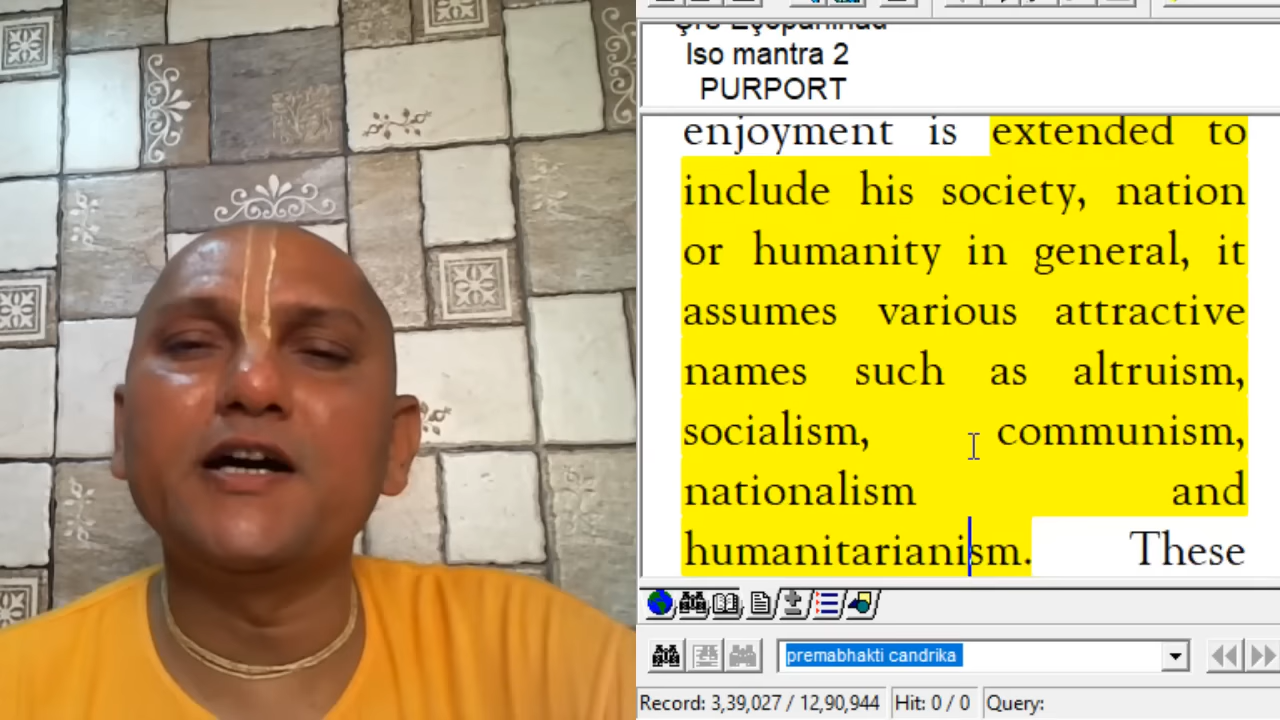 Çré Éçopaniñad
Iso mantra 2
PURPORT
enjoyment is extended to
include his society, nation
or humanity in general, it
assumes various attractive
names such as altruism,
socialism, communism,
nationalism and
humanitarianism. These
premabhakti candrika
Record: 3,39,027 / 12,90,944 Hit: 0 / 0 Query: